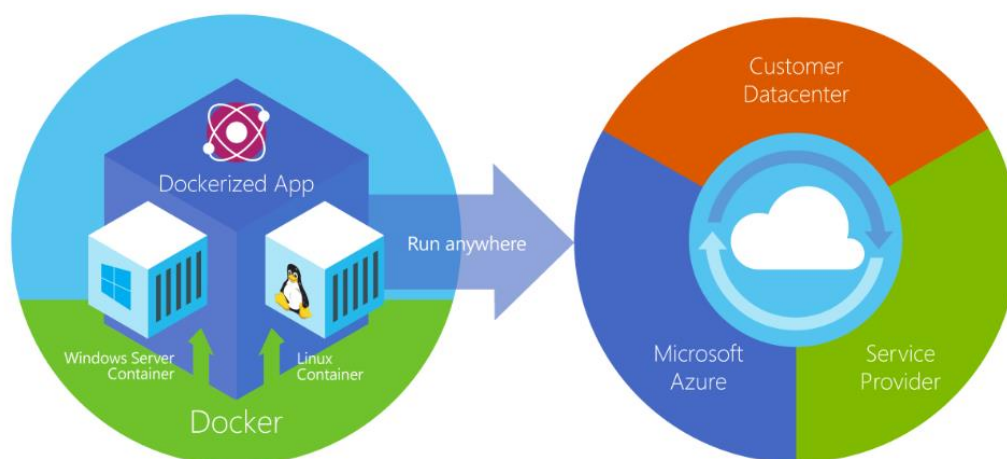 Dockerized App
Windows Server
Container
Linux
Container
Docker
Run anywhere
Customer
Datacenter
Microsoft
Azure
Service
Provider